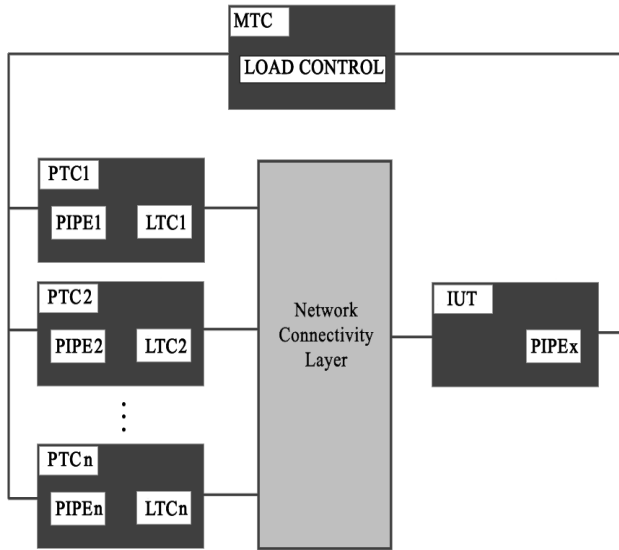 MTC
LOAD CONTROL
PTC1
PIPE1
LTC1
PTC2
PIPE2
LTC2
PTCn
PIPEn
LTCn
Network
Connectivity
Layer
IUT
PIPEx